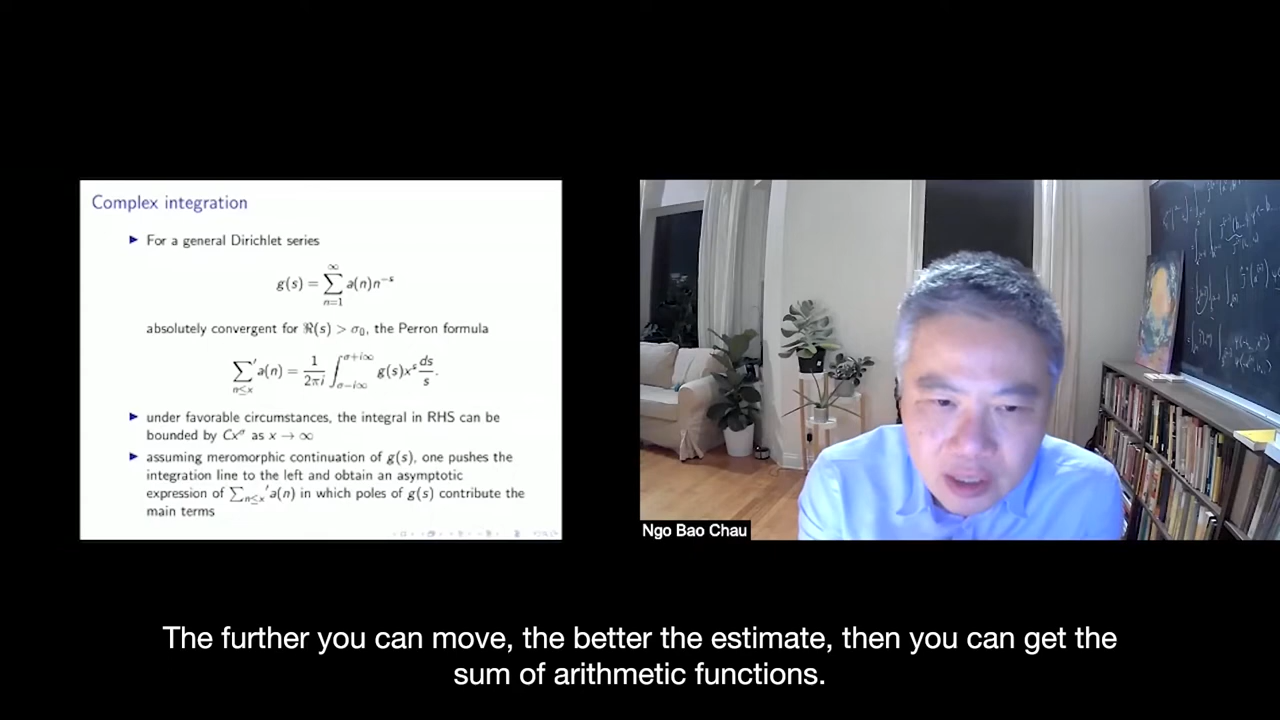 Complex integration
▶ For a general Dirichlet series
g(s) = ∑_{n=1}^{∞} a(n)n^{-s}
absolutely convergent for ℜ(s) > σ₀, the Perron formula
∑′_{n≤x} a(n) = \frac{1}{2πi} ∫_{σ−i∞}^{σ+i∞} g(s)x^s \frac{ds}{s}.
▶ under favorable circumstances, the integral in RHS can be
bounded by Cx^σ as x → ∞
▶ assuming meromorphic continuation of g(s), one pushes the
integration line to the left and obtain an asymptotic
expression of ∑_{n≤x}′a(n) in which poles of g(s) contribute the
main terms
Ngo Bao Chau
The further you can move, the better the estimate, then you can get the
sum of arithmetic functions.